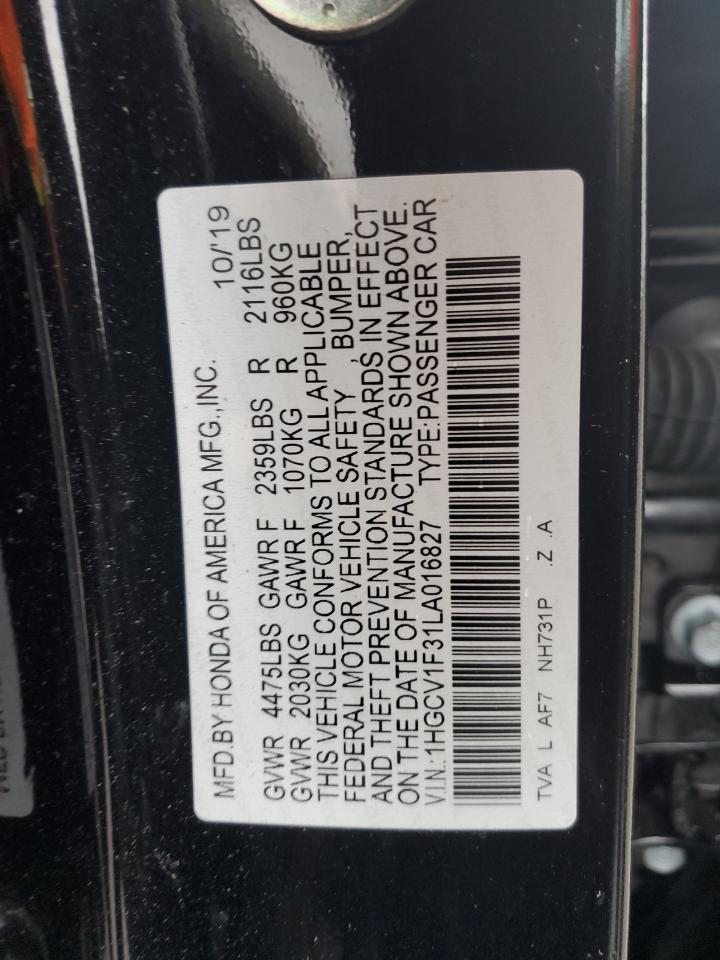 MFD.BY HONDA OF AMERICA MFG.,INC. 10/'19
GVWR 4475LBS GAWR F 2359LBS R 2116LBS
GVWR 2030KG GAWR F 1070KG R 960KG
THIS VEHICLE CONFORMS TO ALL APPLICABLE
FEDERAL MOTOR VEHICLE SAFETY , BUMPER,
AND THEFT PREVENTION STANDARDS IN EFFECT
ON THE DATE OF MANUFACTURE SHOWN ABOVE.
V.I.N.:1HGCV1F31LA016827 TYPE:PASSENGER CAR
TVA L AF7 NH731P .Z .A